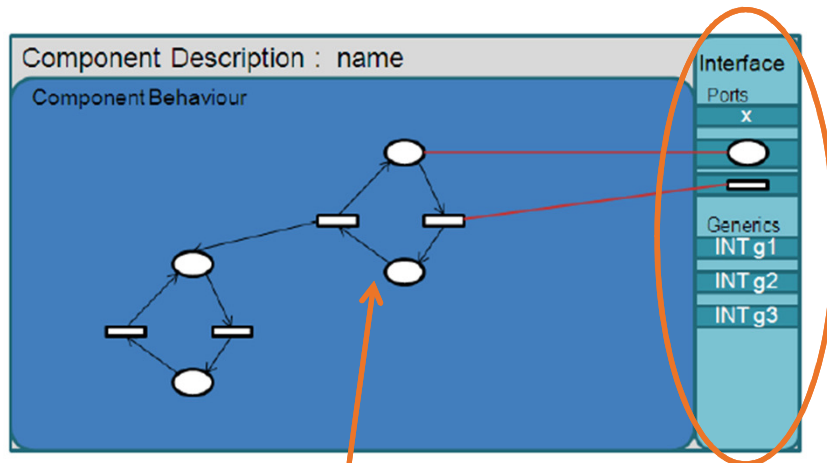 Component Description : name
Component Behaviour
Interface
Ports
x
Generics
INT g1
INT g2
INT g3